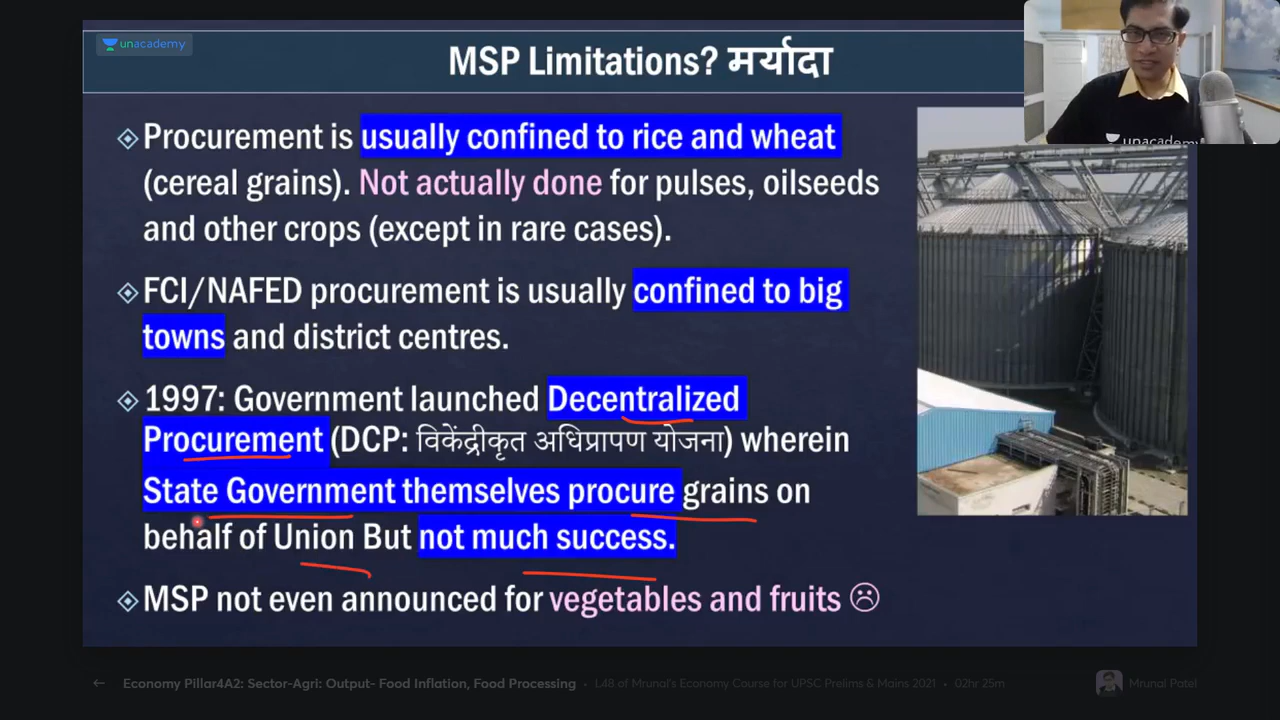 unacademy
MSP Limitations? मर्यादा
Procurement is usually confined to rice and wheat
(cereal grains). Not actually done for pulses, oilseeds
and other crops (except in rare cases).
FCI/NAFED procurement is usually confined to big
towns and district centres.
1997: Government launched Decentralized
Procurement (DCP: विकेंद्रीकृत अधिप्रापण योजना) wherein
State Government themselves procure grains on
behalf of Union But not much success.
MSP not even announced for vegetables and fruits ☹
unacademy
Economy Pillar4A2: Sector-Agri: Output- Food Inflation, Food Processing • L48 of Mrunal's Economy Course for UPSC Prelims & Mains 2021 • 02hr 25m
Mrunal Patel